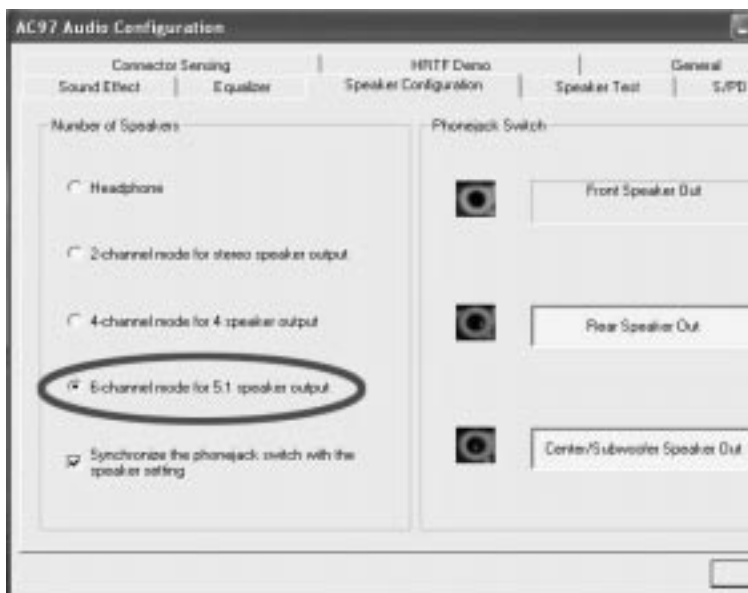 AC97 Audio Configuration
Connector Sensing
HRTF Demo
General
Sound Effect
Equalizer
Speaker Configuration
Speaker Test
S/PD
Number of Speakers
Headphone
2-channel mode for stereo speaker output
4-channel mode for 4 speaker output
6-channel mode for 5.1 speaker output
Synchronize the phonejack switch with the
speaker setting
Phonejack Switch
Front Speaker Out
Rear Speaker Out
Center/Subwoofer Speaker Out